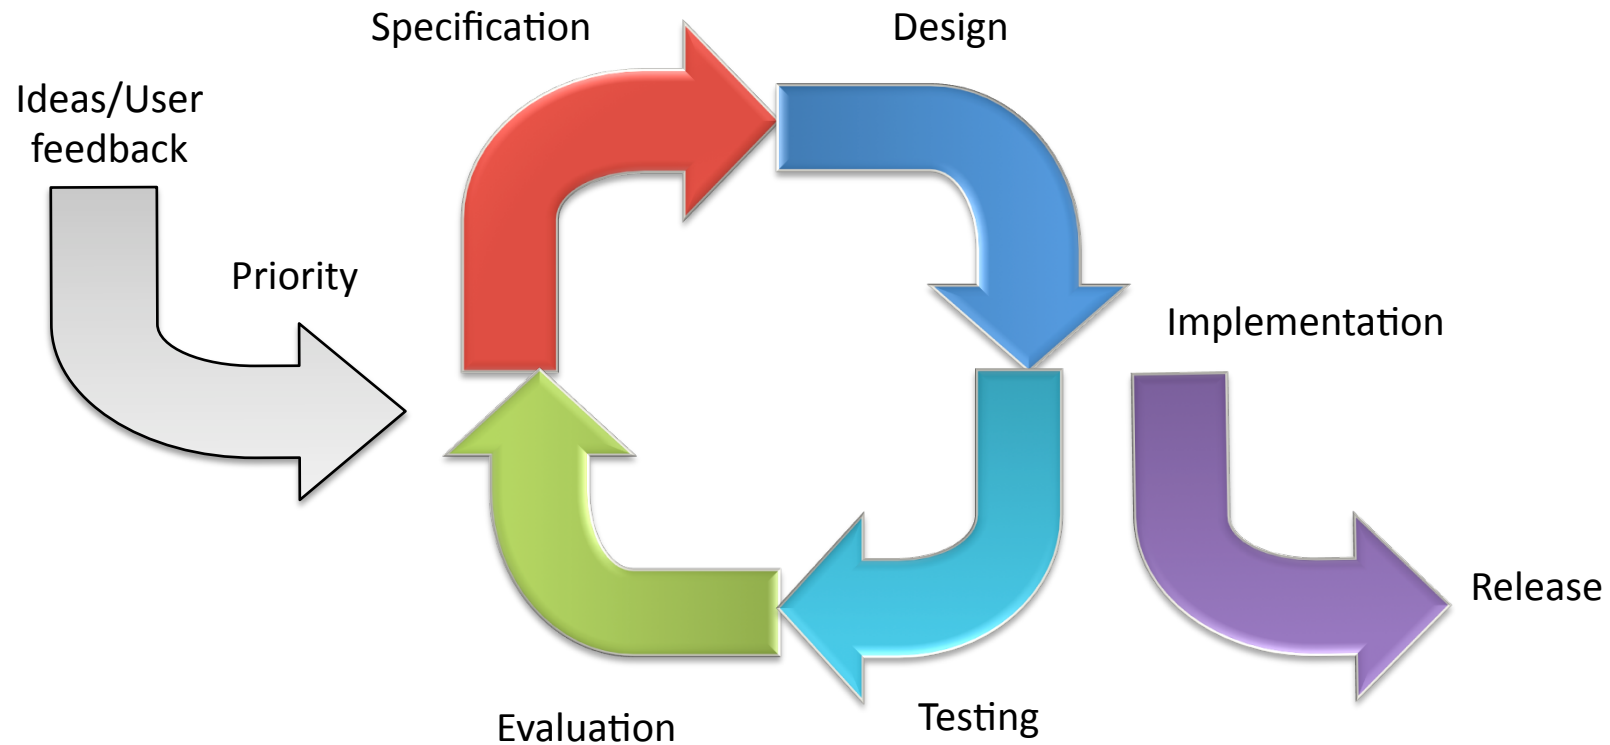 Specification
Design
Ideas/User
feedback
Priority
Implementation
Release
Testing
Evaluation